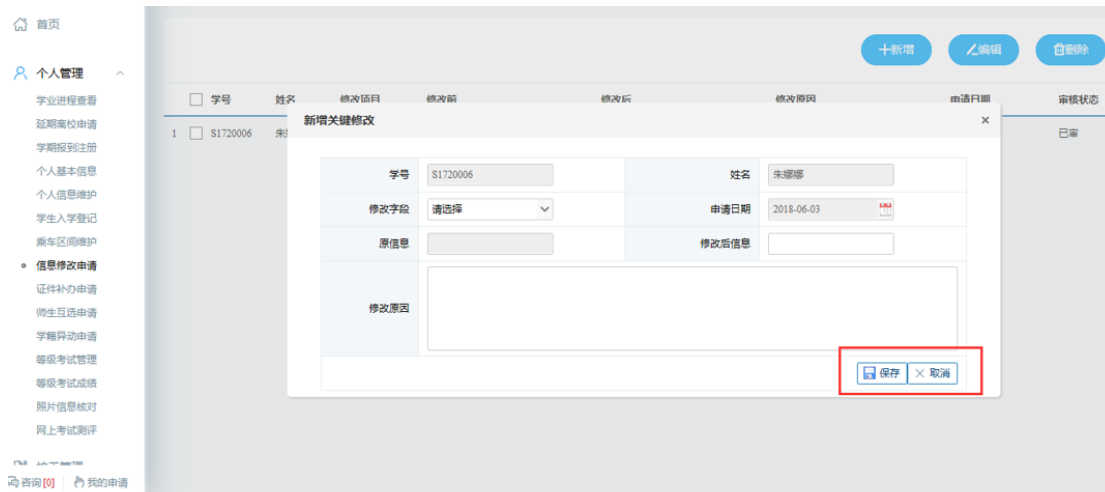 首页
个人管理
学业进程查看
延期离校申请
学期报到注册
个人基本信息
个人信息维护
学生入学登记
乘车区间维护
信息修改申请
证件补办申请
师生互选申请
学籍异动申请
等级考试管理
等级考试成绩
照片信息核对
网上考试测评
咨询[0] 我的申请
新增 编辑 删除
学号 姓名 修改项目 修改前 修改后 修改原因 申请日期 审核状态
1 S1720006 已审
新增关键修改 ×
学号 S1720006 姓名 朱娜娜
修改字段 请选择 申请日期 2018-06-03
原信息 修改后信息
修改原因
保存 取消